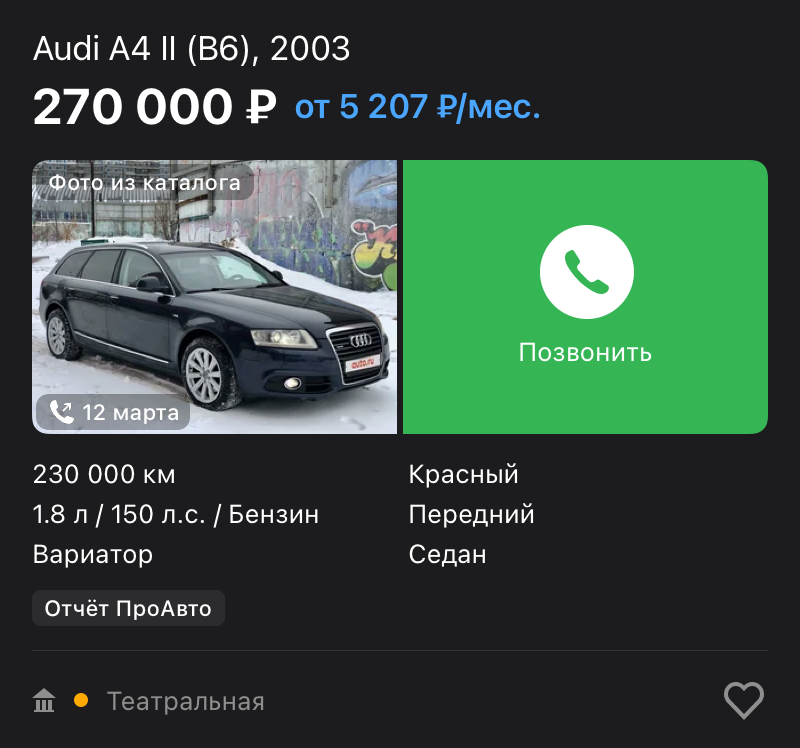 Audi A4 II (B6), 2003
270 000 ₽ от 5 207 ₽/мес.
Фото из каталога
auto.ru
12 марта
Позвонить
230 000 км
Красный
1.8 л / 150 л.с. / Бензин
Передний
Вариатор
Седан
Отчёт ПроАвто
Театральная